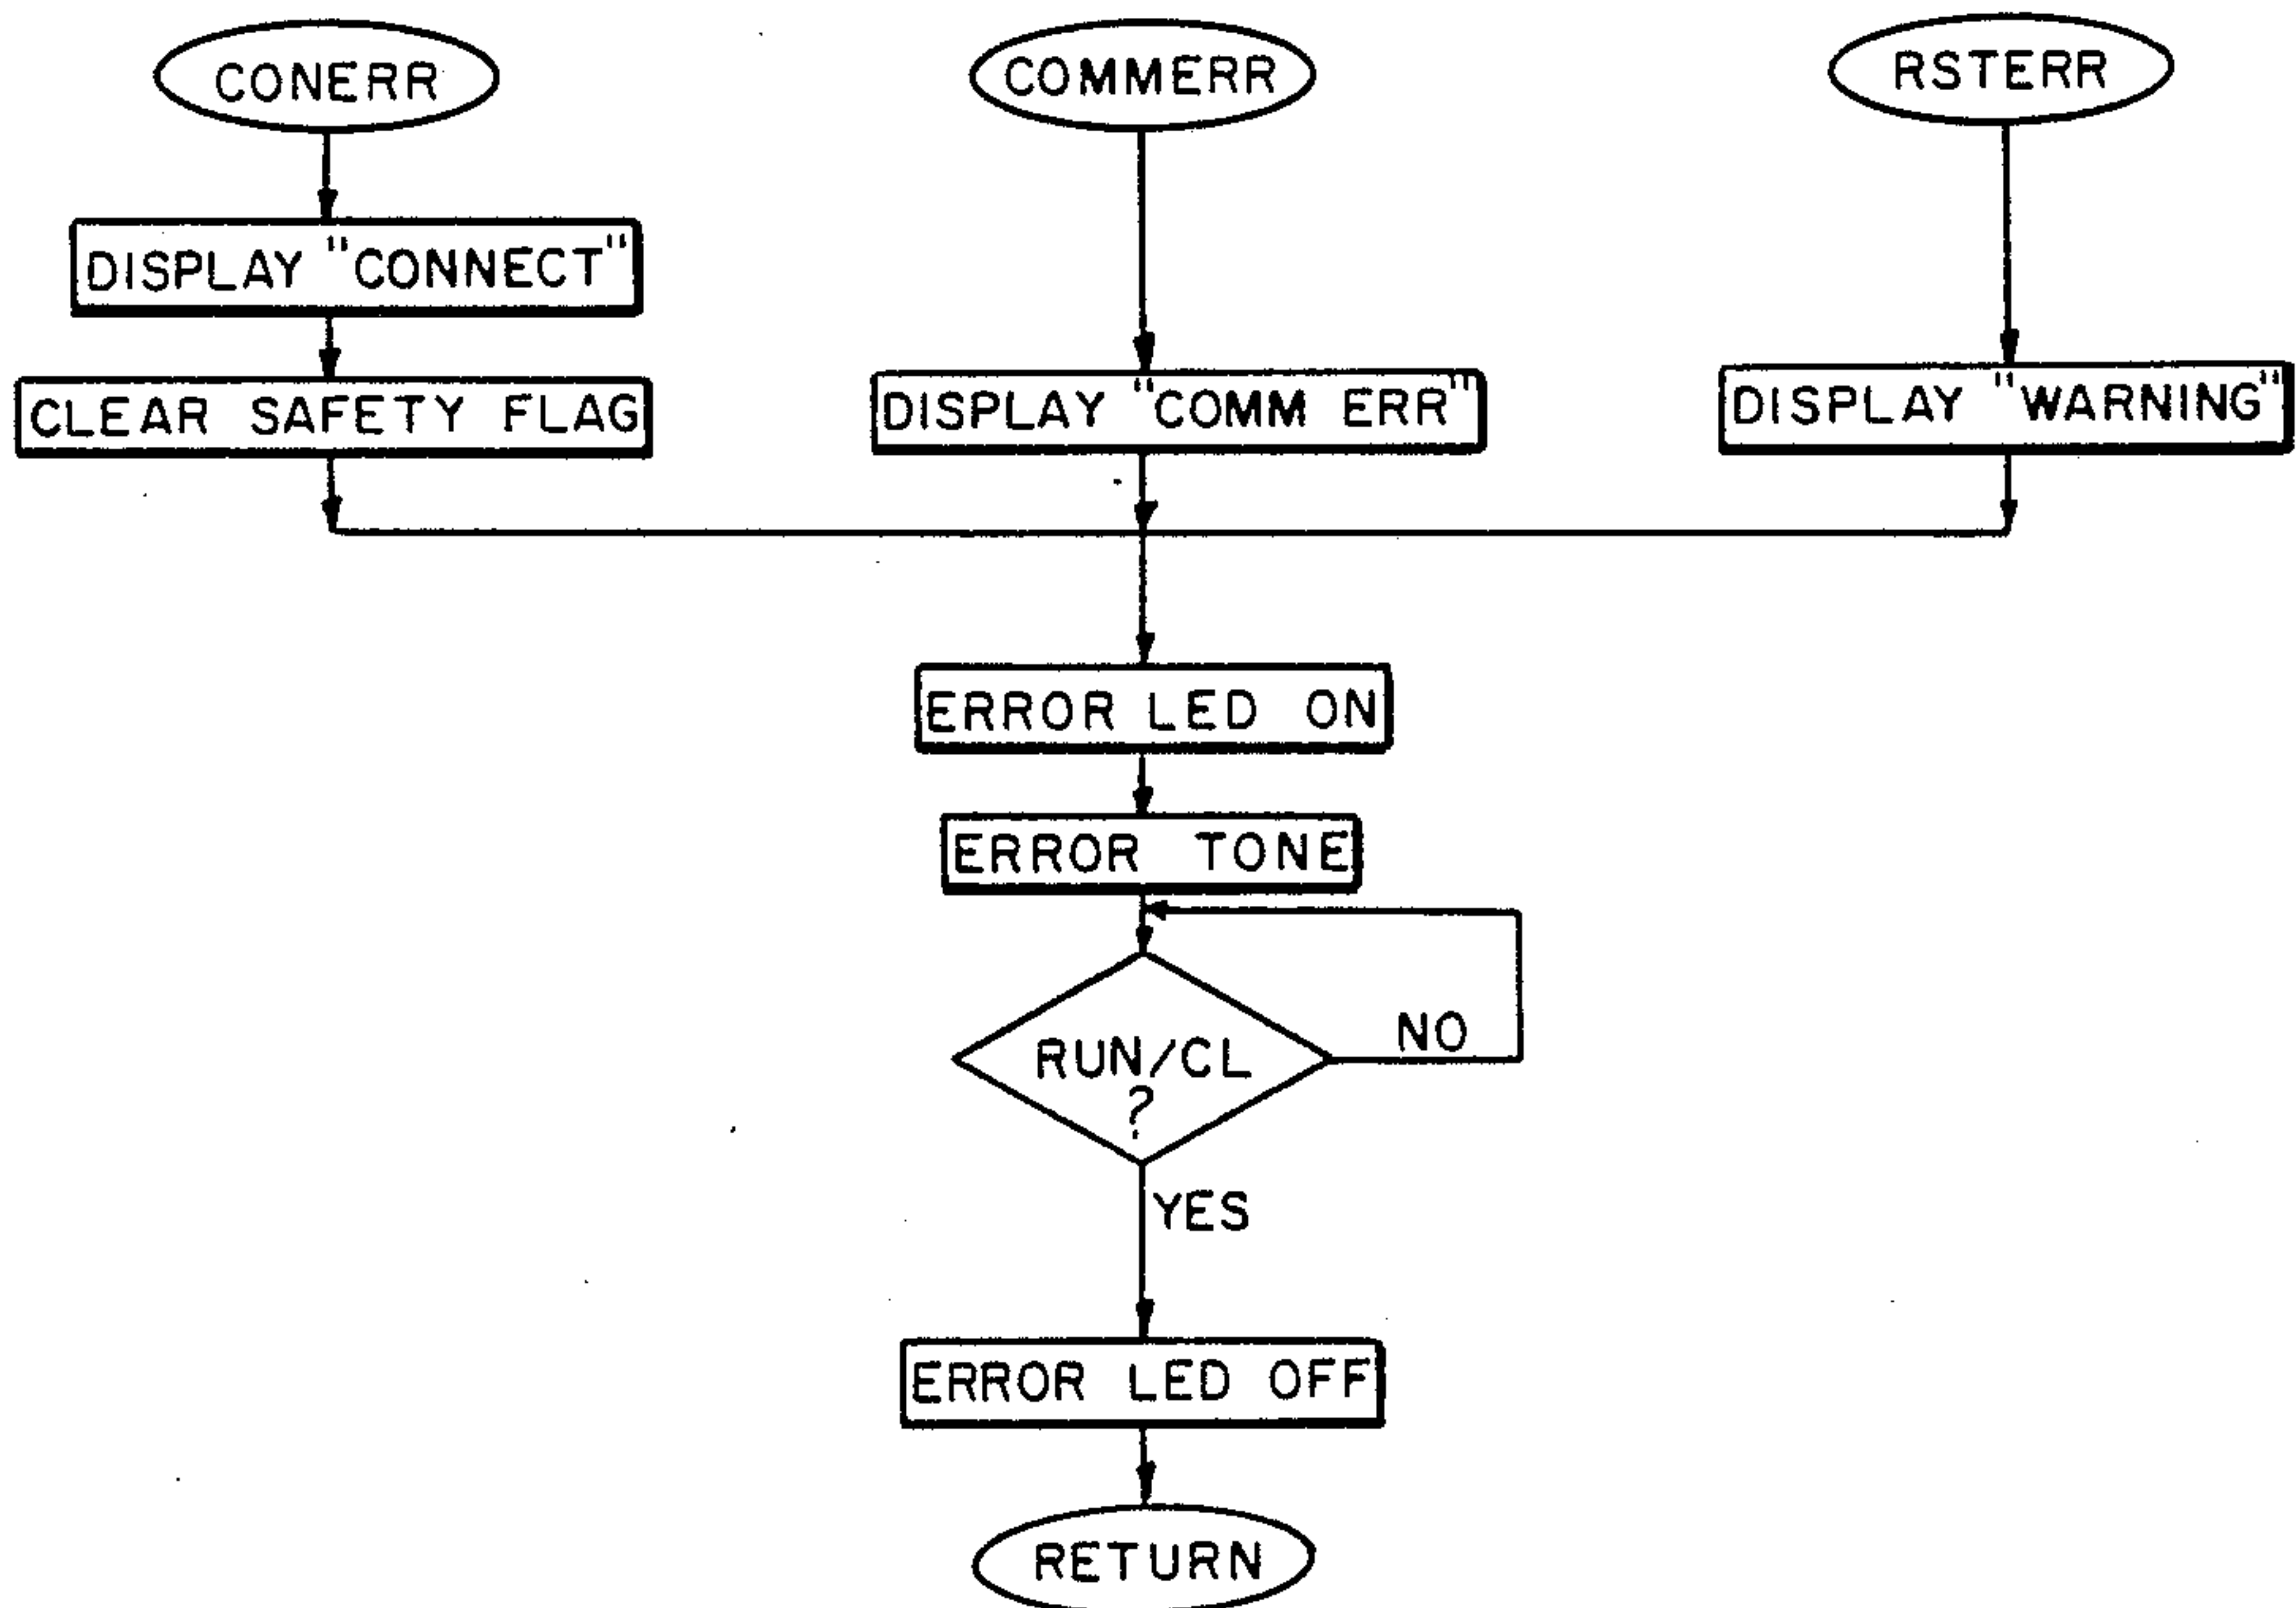 CONERR
COMMERR
RSTERR
DISPLAY "CONNECT"
CLEAR SAFETY FLAG
DISPLAY "COMM ERR"
DISPLAY "WARNING"
ERROR LED ON
ERROR TONE
RUN/CL
?
NO
YES
ERROR LED OFF
RETURN